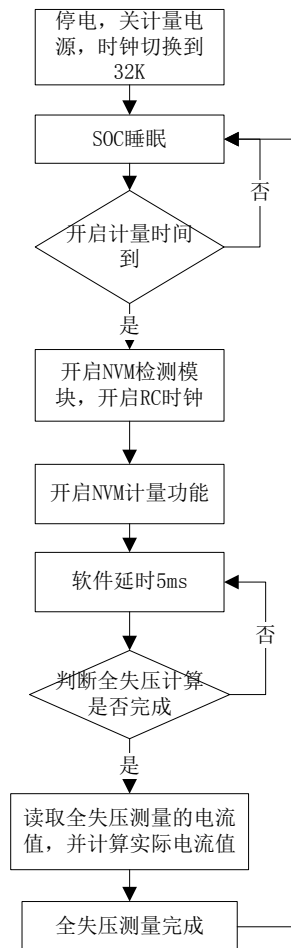 停电，关计量电
源，时钟切换到
32K
SOC睡眠
否
开启计量时间
到
是
开启NVM检测模
块，开启RC时钟
开启NVM计量功能
软件延时5ms
否
判断全失压计算
是否完成
是
读取全失压测量的电流
值，并计算实际电流值
全失压测量完成